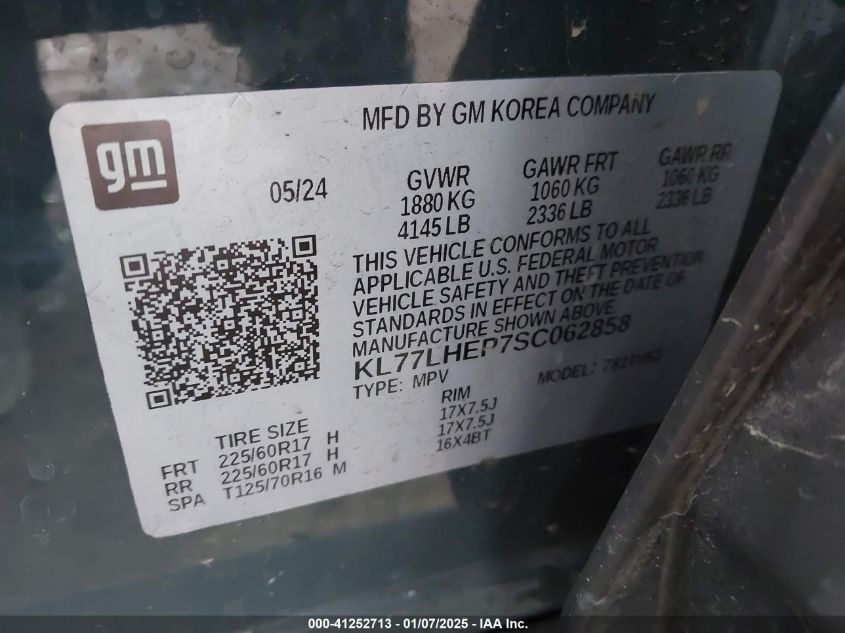 MFD BY GM KOREA COMPANY
gm
05/24
GVWR
1880 KG
4145 LB
GAWR FRT
1060 KG
2336 LB
GAWR RR
1060 KG
2336 LB
THIS VEHICLE CONFORMS TO ALL
APPLICABLE U.S. FEDERAL MOTOR
VEHICLE SAFETY AND THEFT PREVENTION
STANDARDS IN EFFECT ON THE DATE OF
MANUFACTURE SHOWN ABOVE.
KL77LHEP7SC062858
TYPE: MPV
MODEL:
TIRE SIZE
RIM
FRT 225/60R17 H 17X7.5J
RR 225/60R17 H 17X7.5J
SPA T125/70R16 M 16X4BT
000-41252713 - 01/07/2025 - IAA Inc.